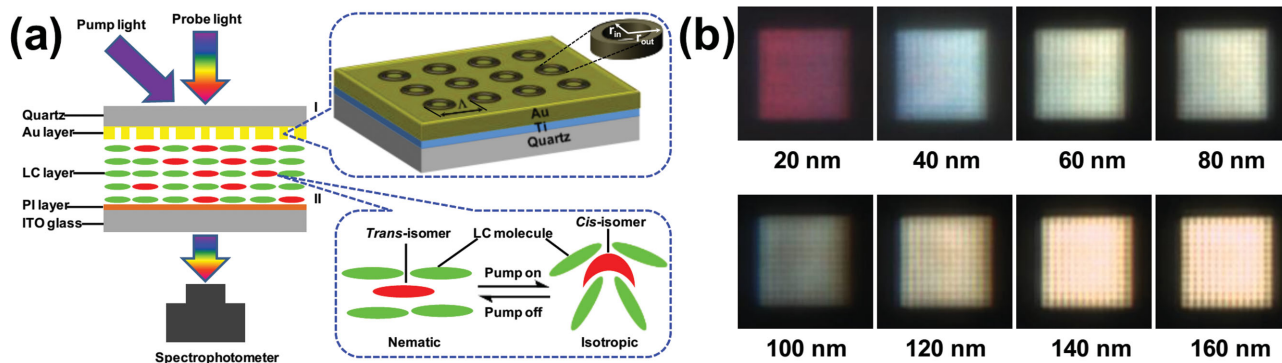 (a)
Pump light
Probe light
Quartz
Au layer
LC layer
PI layer
ITO glass
I
II
Spectrophotometer
r_in
r_out
Λ
Au
Ti
Quartz
Trans-isomer
LC molecule
Cis-isomer
Pump on
Pump off
Nematic
Isotropic
(b)
20 nm
40 nm
60 nm
80 nm
100 nm
120 nm
140 nm
160 nm